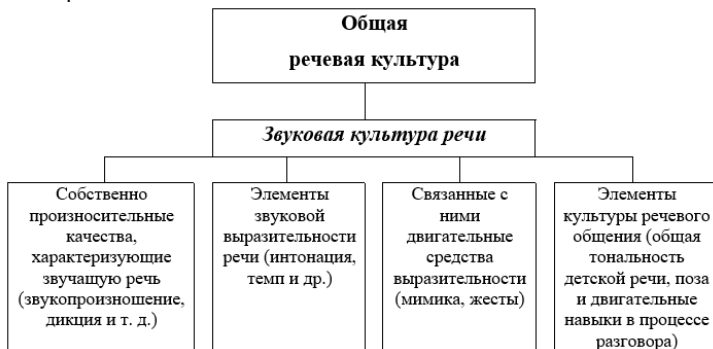 Общая
речевая культура
Звуковая культура речи
Собственно
произносительные
качества,
характеризующие
звучащую речь
(звукопроизношение,
дикция и т. д.)
Элементы
звуковой
выразительности
речи (интонация,
темп и др.)
Связанные с
ними
двигательные
средства
выразительности
(мимика, жесты)
Элементы
культуры речевого
общения (общая
тональность
детской речи, поза
и двигательные
навыки в процессе
разговора)